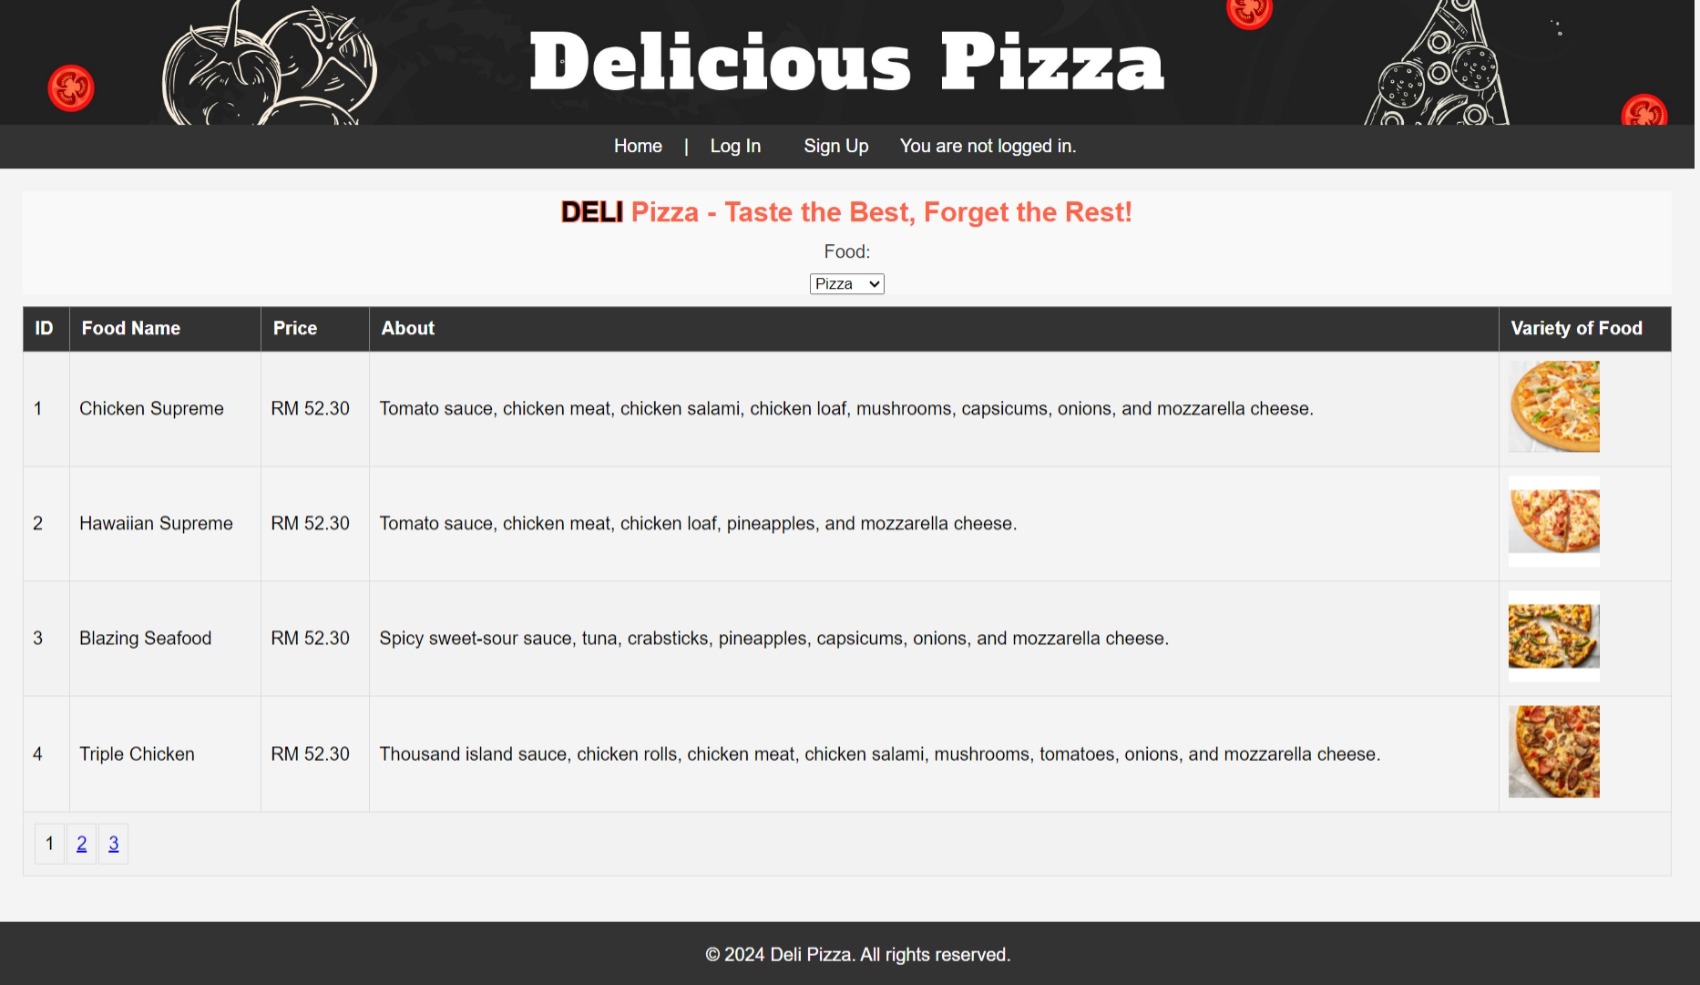 Delicious Pizza
Home | Log In Sign Up You are not logged in.
DELI Pizza - Taste the Best, Forget the Rest!
Food:
Pizza
ID Food Name Price About Variety of Food
1 Chicken Supreme RM 52.30 Tomato sauce, chicken meat, chicken salami, chicken loaf, mushrooms, capsicums, onions, and mozzarella cheese.
2 Hawaiian Supreme RM 52.30 Tomato sauce, chicken meat, chicken loaf, pineapples, and mozzarella cheese.
3 Blazing Seafood RM 52.30 Spicy sweet-sour sauce, tuna, crabsticks, pineapples, capsicums, onions, and mozzarella cheese.
4 Triple Chicken RM 52.30 Thousand island sauce, chicken rolls, chicken meat, chicken salami, mushrooms, tomatoes, onions, and mozzarella cheese.
1 2 3
© 2024 Deli Pizza. All rights reserved.